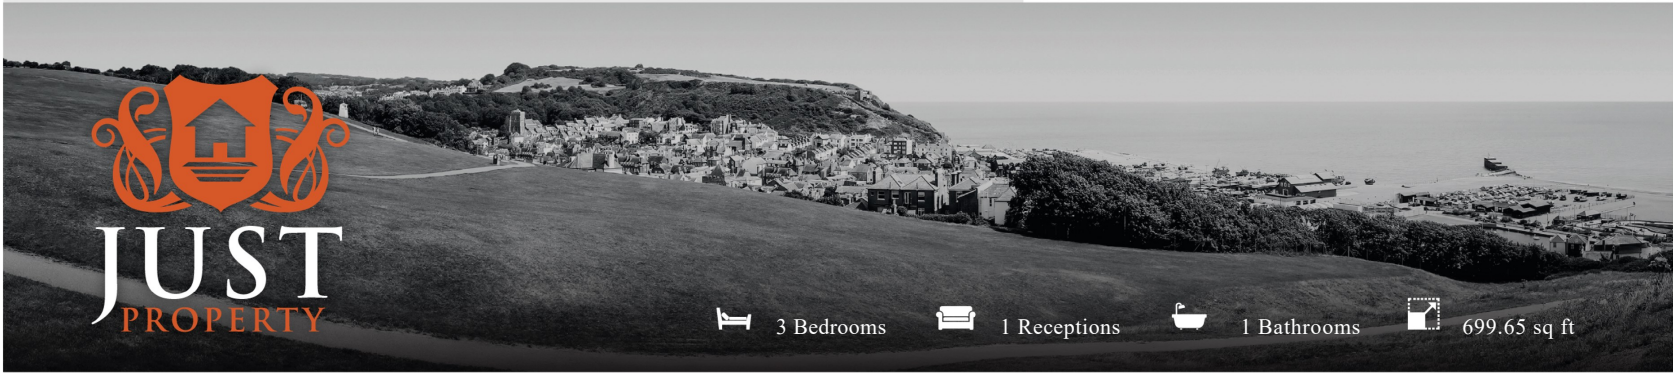 JUST
PROPERTY
3 Bedrooms
1 Receptions
1 Bathrooms
699.65 sq ft